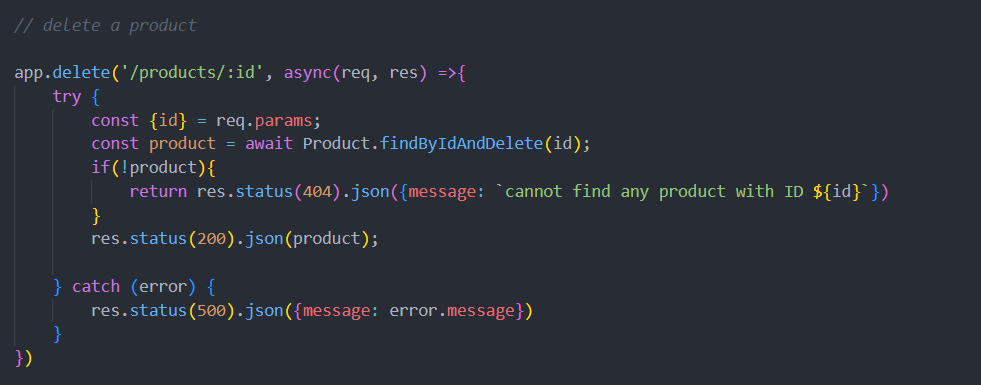 // delete a product
app.delete('/products/:id', async(req, res) =>{
    try {
        const {id} = req.params;
        const product = await Product.findByIdAndDelete(id);
        if(!product){
            return res.status(404).json({message: `cannot find any product with ID ${id}`})
        }
        res.status(200).json(product);
    } catch (error) {
        res.status(500).json({message: error.message})
    }
})